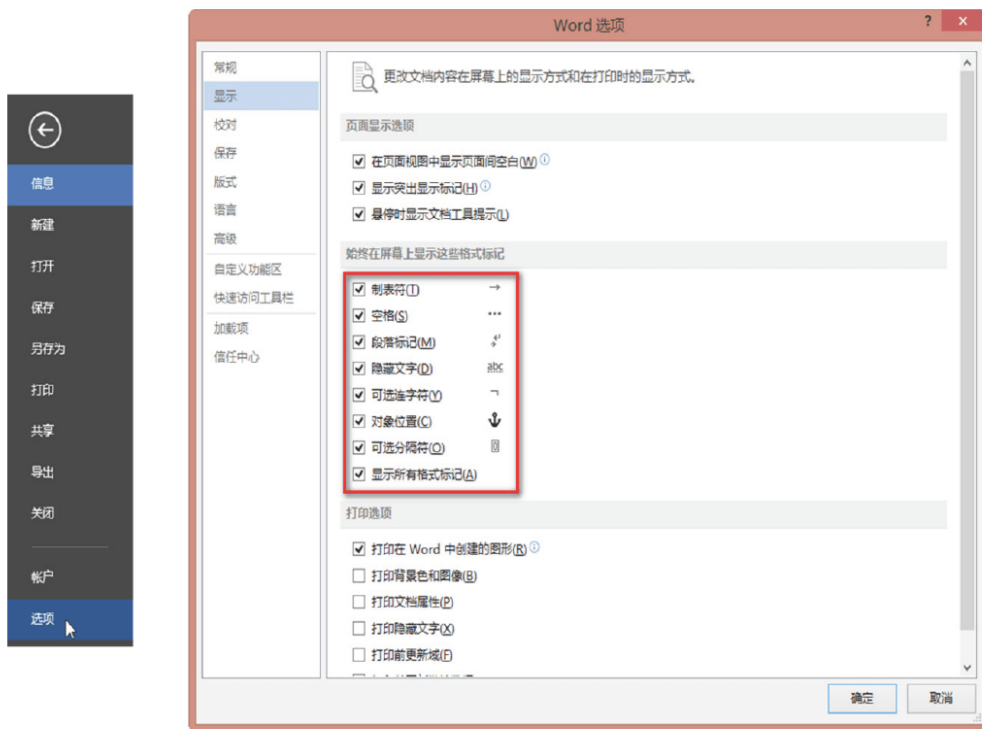 信息
新建
打开
保存
另存为
打印
共享
导出
关闭
帐户
选项
Word 选项
? ×
常规
显示
校对
保存
版式
语言
高级
自定义功能区
快速访问工具栏
加载项
信任中心
更改文档内容在屏幕上的显示方式和在打印时的显示方式。
页面显示选项
在页面视图中显示页面间空白(W)
显示突出显示标记(H)
悬停时显示文档工具提示(L)
始终在屏幕上显示这些格式标记
制表符(T) →
空格(S) ···
段落标记(M)
隐藏文字(D) abc
可选连字符(Y) ¬
对象位置(C)
可选分隔符(O)
显示所有格式标记(A)
打印选项
打印在 Word 中创建的图形(R)
打印背景色和图像(B)
打印文档属性(P)
打印隐藏文字(X)
打印前更新域(F)
确定
取消